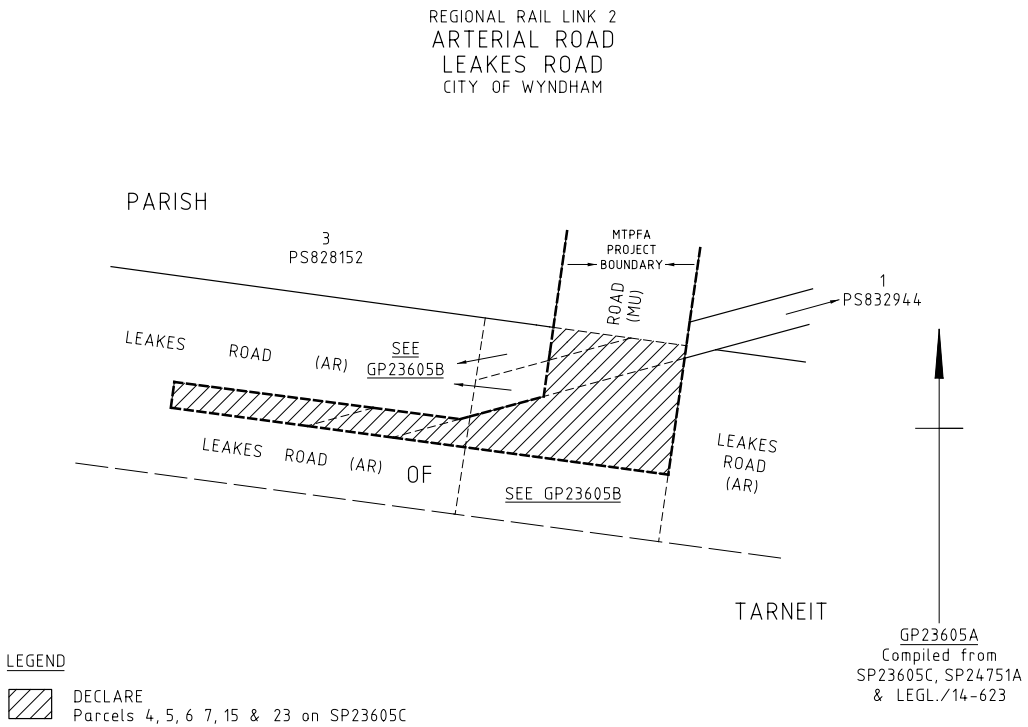 REGIONAL RAIL LINK 2
ARTERIAL ROAD
LEAKES ROAD
CITY OF WYNDHAM
PARISH
3
PS828152
MTPFA
PROJECT
BOUNDARY
ROAD
(MU)
1
PS832944
LEAKES ROAD (AR)
SEE
GP23605B
LEAKES ROAD (AR)
OF
SEE GP23605B
LEAKES
ROAD
(AR)
TARNEIT
GP23605A
Compiled from
SP23605C, SP24751A
& LEGL./14-623
LEGEND
DECLARE
Parcels 4, 5, 6 7, 15 & 23 on SP23605C